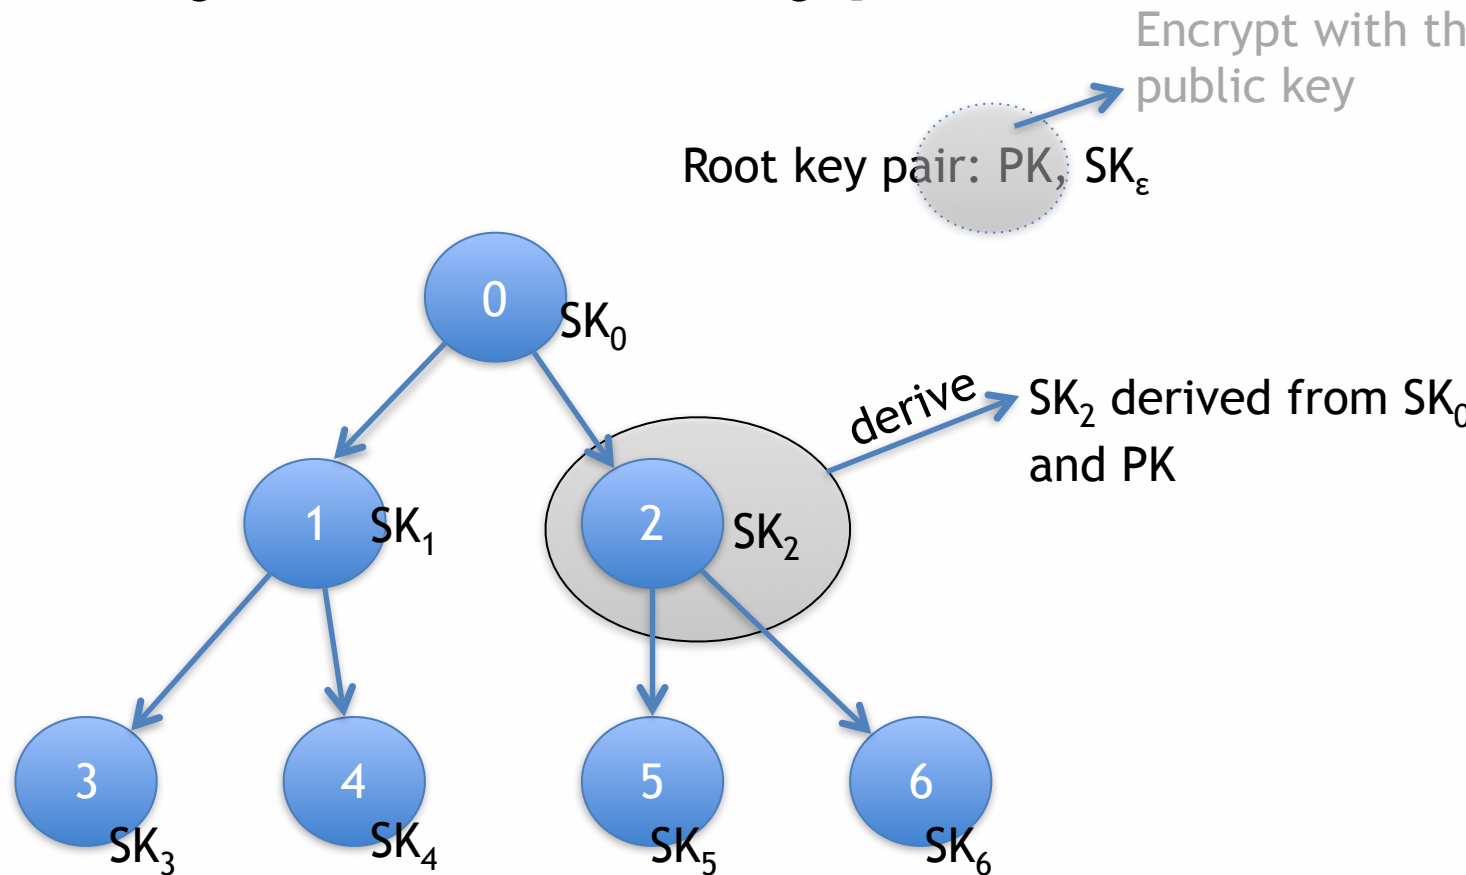 Encrypt with th
public key
Root key pair: PK, SKε
0
SK0
derive
SK2 derived from SK0
and PK
1
SK1
2
SK2
3
SK3
4
SK4
5
SK5
6
SK6